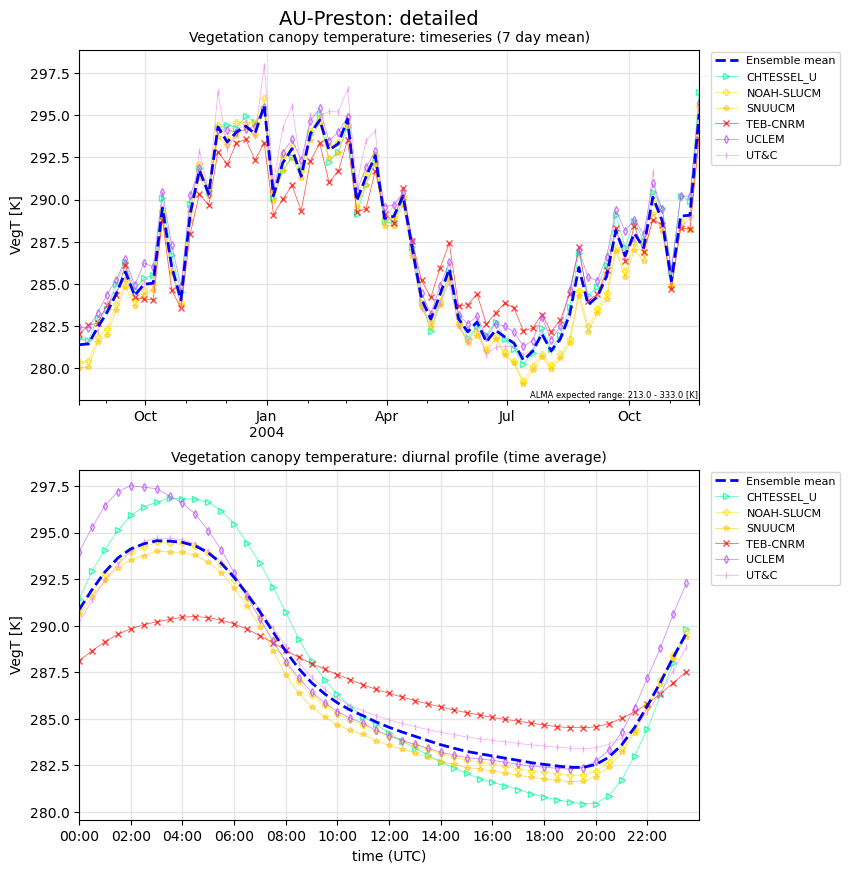 AU-Preston: detailed
Vegetation canopy temperature: timeseries (7 day mean)
VegT [K]
297.5
295.0
292.5
290.0
287.5
285.0
282.5
280.0
Oct
Jan
2004
Apr
Jul
Oct
ALMA expected range: 213.0 - 333.0 [K]
Ensemble mean
CHTESSEL_U
NOAH-SLUCM
SNUUCM
TEB-CNRM
UCLEM
UT&C
Vegetation canopy temperature: diurnal profile (time average)
VegT [K]
297.5
295.0
292.5
290.0
287.5
285.0
282.5
280.0
00:00
02:00
04:00
06:00
08:00
10:00
12:00
14:00
16:00
18:00
20:00
22:00
time (UTC)
Ensemble mean
CHTESSEL_U
NOAH-SLUCM
SNUUCM
TEB-CNRM
UCLEM
UT&C